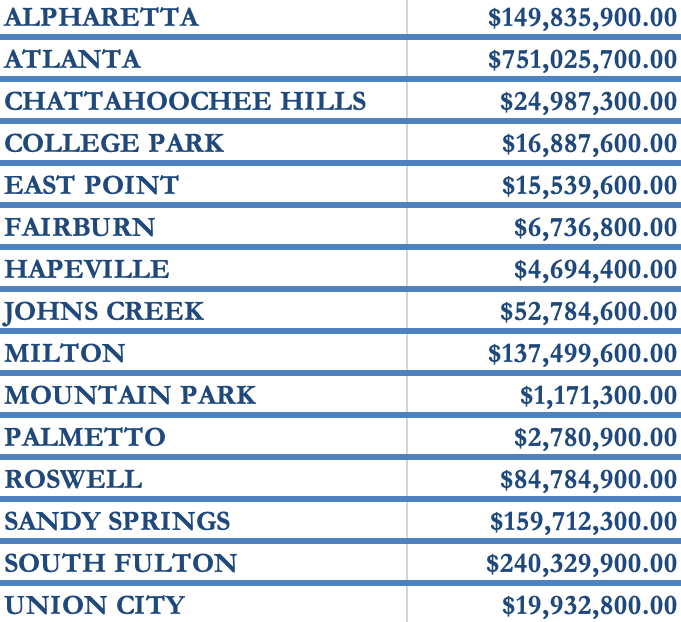 ALPHARETTA $149,835,900.00
ATLANTA $751,025,700.00
CHATTAHOOCHEE HILLS $24,987,300.00
COLLEGE PARK $16,887,600.00
EAST POINT $15,539,600.00
FAIRBURN $6,736,800.00
HAPEVILLE $4,694,400.00
JOHNS CREEK $52,784,600.00
MILTON $137,499,600.00
MOUNTAIN PARK $1,171,300.00
PALMETTO $2,780,900.00
ROSWELL $84,784,900.00
SANDY SPRINGS $159,712,300.00
SOUTH FULTON $240,329,900.00
UNION CITY $19,932,800.00